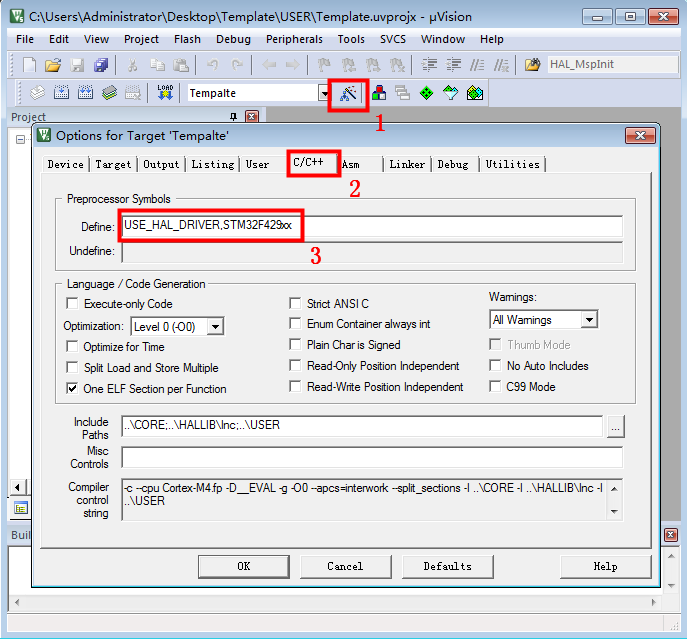 C:\Users\Administrator\Desktop\Template\USER\Template.uvprojx - µVision
File Edit View Project Flash Debug Peripherals Tools SVCS Window Help
HAL_MspInit
LOAD Tempalte
1
Project
Options for Target 'Tempalte'
Device Target Output Listing User C/C++ Asm Linker Debug Utilities
2
Preprocessor Symbols
Define: USE_HAL_DRIVER,STM32F429xx
3
Undefine:
Language / Code Generation
Execute-only Code Strict ANSI C Warnings:
Optimization: Level 0 (-O0) Enum Container always int All Warnings
Optimize for Time Plain Char is Signed Thumb Mode
Split Load and Store Multiple Read-Only Position Independent No Auto Includes
One ELF Section per Function Read-Write Position Independent C99 Mode
Include Paths ..\CORE;..\HALLIB\Inc;..\USER ...
Misc Controls
Compiler control string -c --cpu Cortex-M4.fp -D__EVAL -g -O0 --apcs=interwork --split_sections -I ..\CORE -I ..\HALLIB\Inc -I
..\USER
Buil
OK Cancel Defaults Help